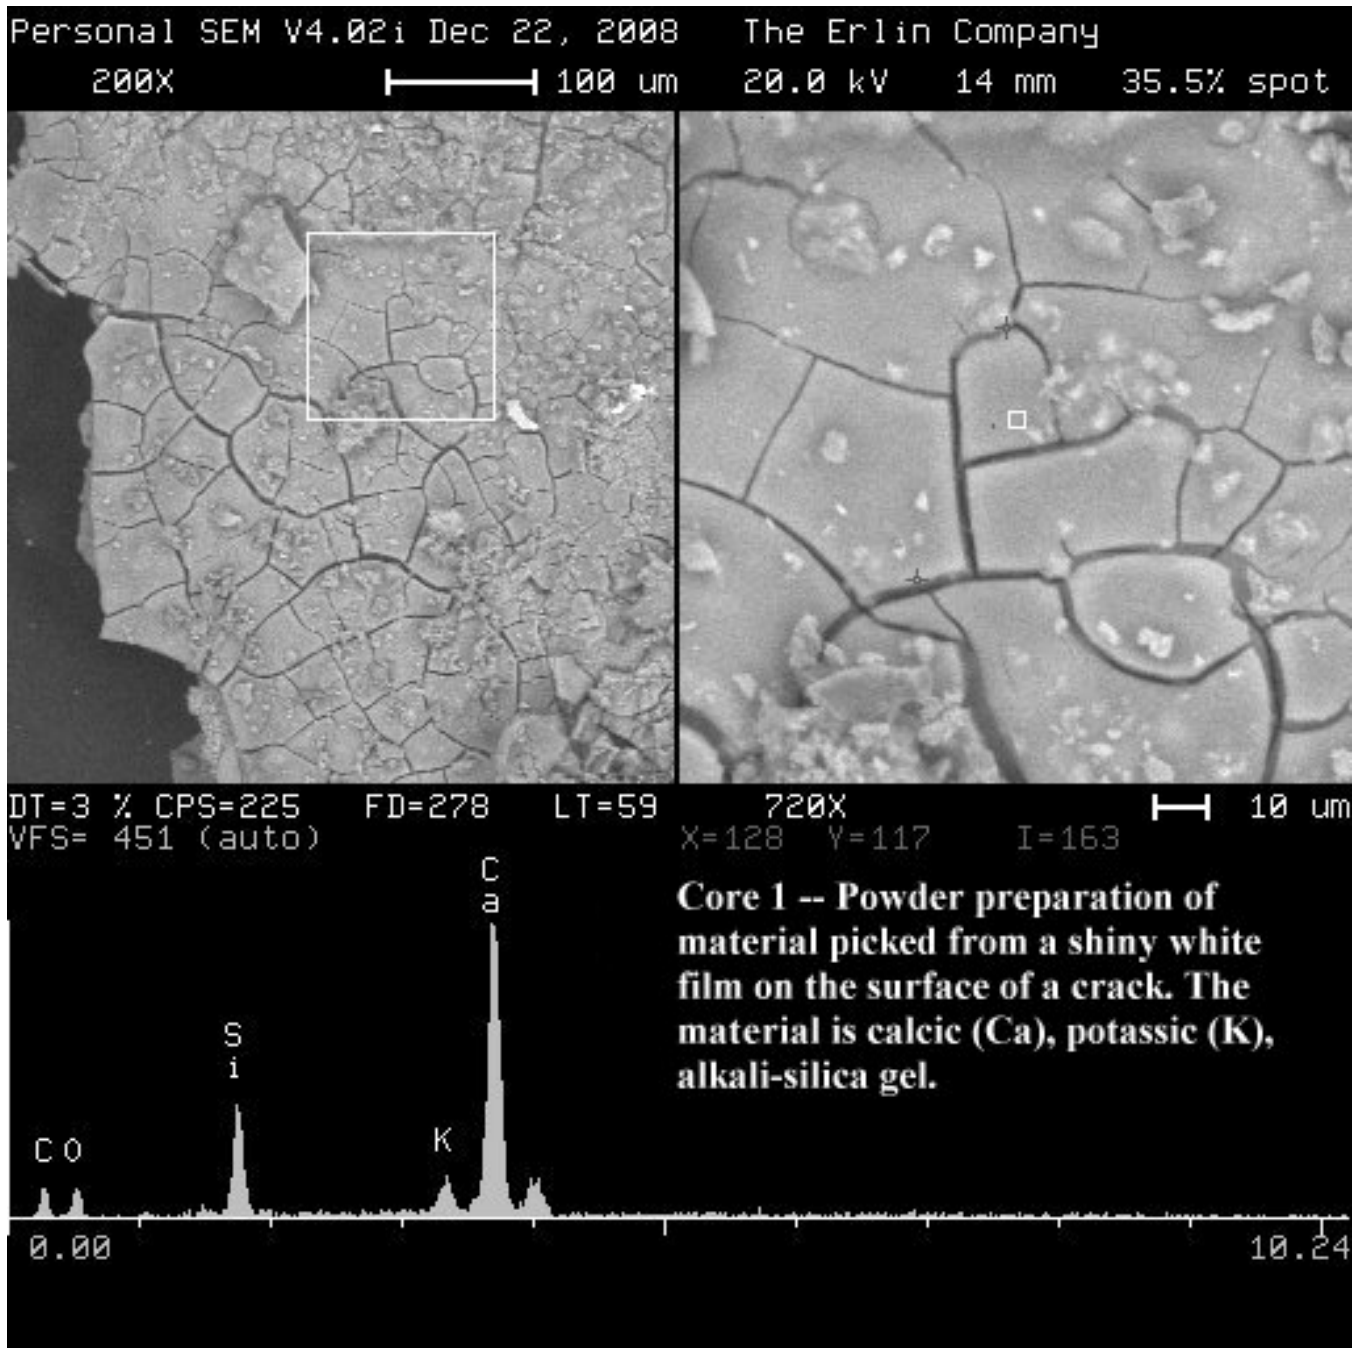 Personal SEM V4.02i Dec 22, 2008 The Erlin Company
200X 100 um 20.0 kV 14 mm 35.5% spot
DT=3 % CPS=225 FD=278 LT=59 720X 10 um
VFS= 451 (auto) X=128 Y=117 I=163
Core 1 -- Powder preparation of
material picked from a shiny white
film on the surface of a crack. The
material is calcic (Ca), potassic (K),
alkali-silica gel.
C O Si K Ca
0.00 10.24